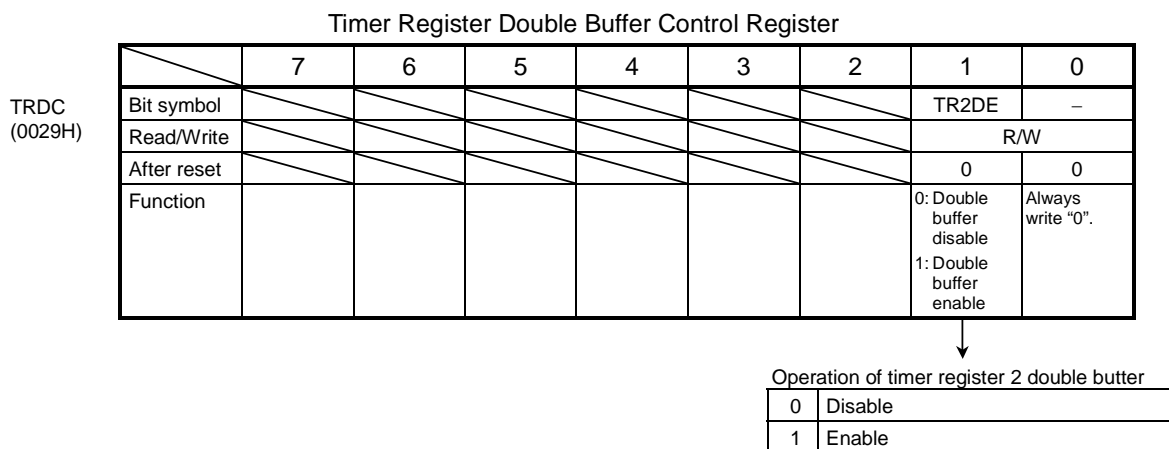 Timer Register Double Buffer Control Register
7 6 5 4 3 2 1 0
TRDC
(0029H)
Bit symbol TR2DE –
Read/Write R/W
After reset 0 0
Function
0: Double
buffer
disable
1: Double
buffer
enable
Always
write “0”.
Operation of timer register 2 double butter
0 Disable
1 Enable